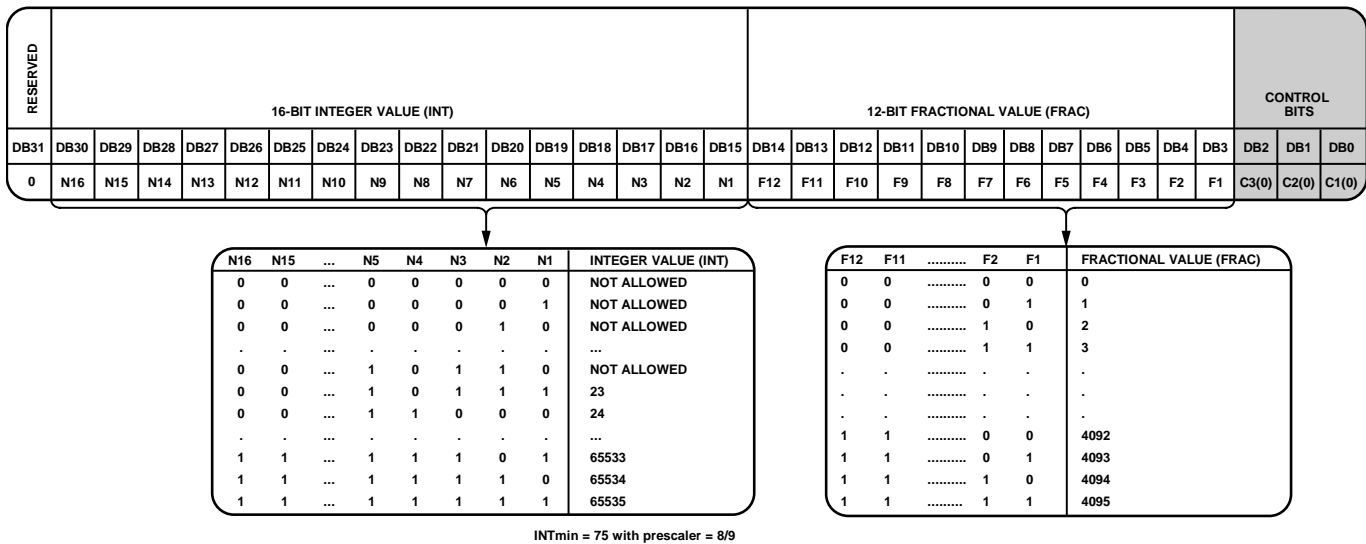 RESERVED
16-BIT INTEGER VALUE (INT)
12-BIT FRACTIONAL VALUE (FRAC)
CONTROL
BITS
DB31 DB30 DB29 DB28 DB27 DB26 DB25 DB24 DB23 DB22 DB21 DB20 DB19 DB18 DB17 DB16 DB15 DB14 DB13 DB12 DB11 DB10 DB9 DB8 DB7 DB6 DB5 DB4 DB3 DB2 DB1 DB0
0 N16 N15 N14 N13 N12 N11 N10 N9 N8 N7 N6 N5 N4 N3 N2 N1 F12 F11 F10 F9 F8 F7 F6 F5 F4 F3 F2 F1 C3(0) C2(0) C1(0)
N16 N15 ... N5 N4 N3 N2 N1 INTEGER VALUE (INT)
0 0 ... 0 0 0 0 0 NOT ALLOWED
0 0 ... 0 0 0 0 1 NOT ALLOWED
0 0 ... 0 0 0 1 0 NOT ALLOWED
. . ... . . . . . ...
0 0 ... 1 0 1 1 0 NOT ALLOWED
0 0 ... 1 0 1 1 1 23
0 0 ... 1 1 0 0 0 24
. . ... . . . . . ...
1 1 ... 1 1 1 0 1 65533
1 1 ... 1 1 1 1 0 65534
1 1 ... 1 1 1 1 1 65535
F12 F11 .......... F2 F1 FRACTIONAL VALUE (FRAC)
0 0 .......... 0 0 0
0 0 .......... 0 1 1
0 0 .......... 1 0 2
0 0 .......... 1 1 3
. . .......... . . .
. . .......... . . .
. . .......... . . .
1 1 .......... 0 0 4092
1 1 .......... 0 1 4093
1 1 .......... 1 0 4094
1 1 ......... 1 1 4095
INTmin = 75 with prescaler = 8/9